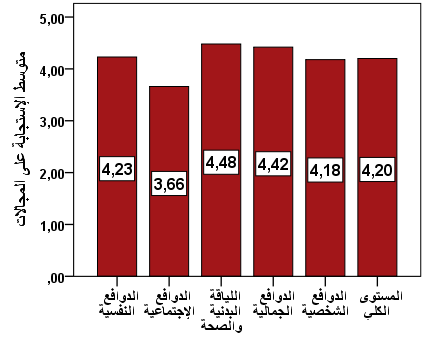 متوسط الإستجابة على المجالات
5,00
4,00
3,00
2,00
1,00
,00
4,23
3,66
4,48
4,42
4,18
4,20
الدوافع
النفسية
الدوافع
الإجتماعية
اللياقة
البدنية
والصحة
الدوافع
الجمالية
الدوافع
الشخصية
المستوى
الكلي